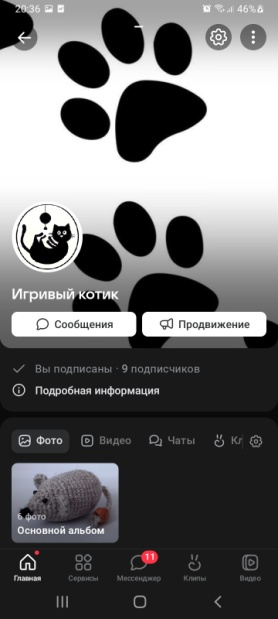 20:36 46%
Игривый котик
Сообщения
Продвижение
Вы подписаны · 9 подписчиков
Подробная информация
Фото Видео Чаты Кл
6 фото
Основной альбом
11
Главная Сервисы Мессенджер Клипы Видео